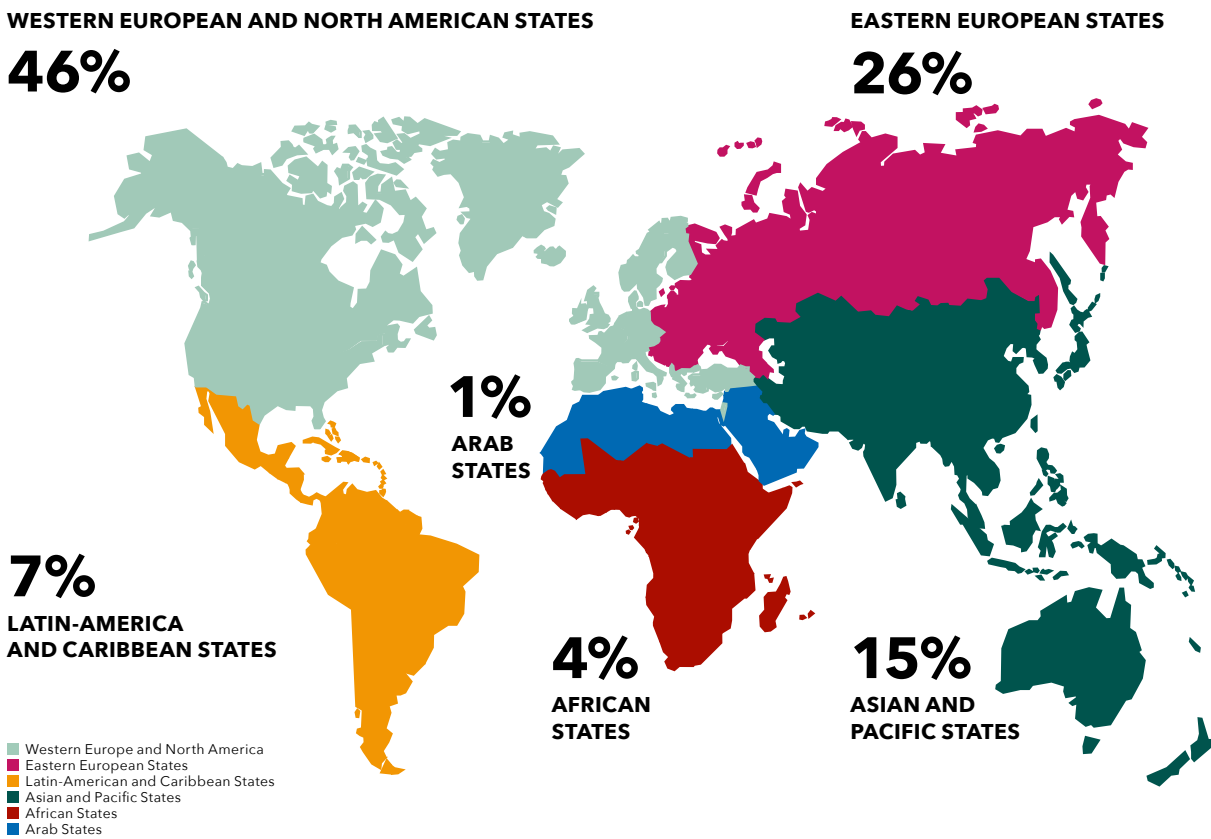 WESTERN EUROPEAN AND NORTH AMERICAN STATES
46%
EASTERN EUROPEAN STATES
26%
1%
ARAB
STATES
7%
LATIN-AMERICA
AND CARIBBEAN STATES
4%
AFRICAN
STATES
15%
ASIAN AND
PACIFIC STATES
Western Europe and North America
Eastern European States
Latin-American and Caribbean States
Asian and Pacific States
African States
Arab States